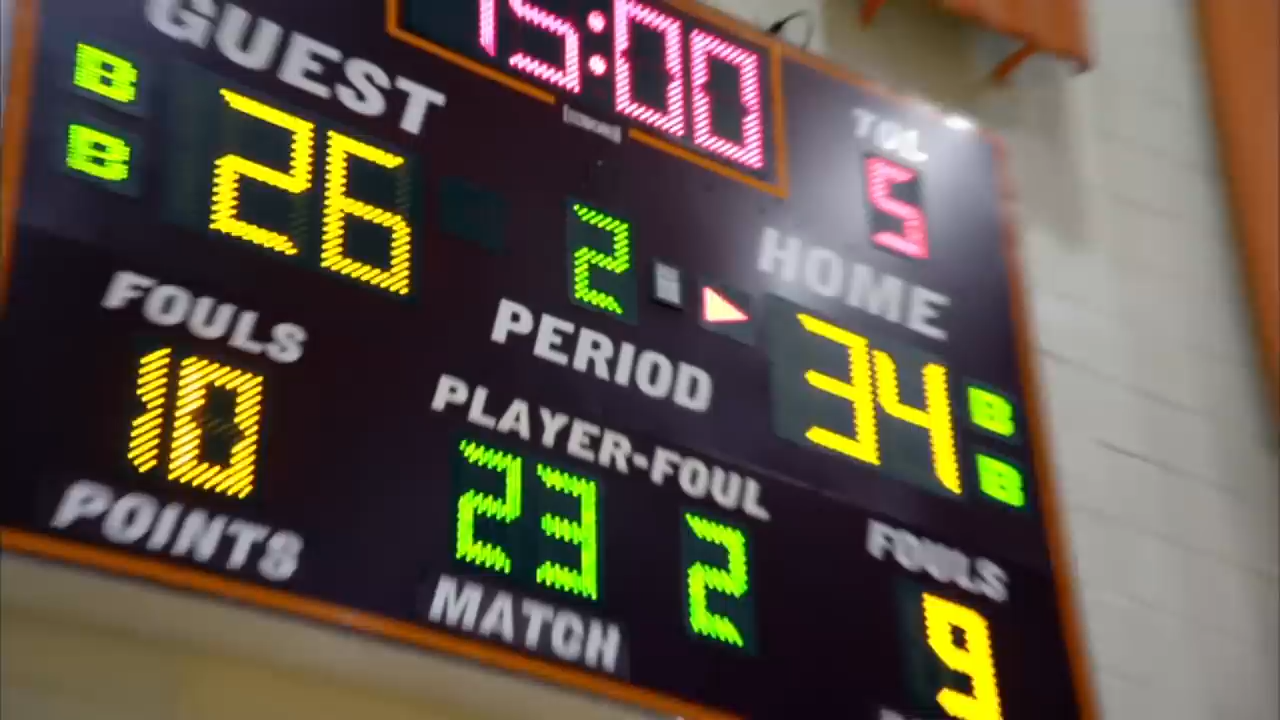 15:00
GUEST
TOL
B
B
26
5
2
HOME
PERIOD
34
B
B
FOULS
10
PLAYER-FOUL
23 2
FOULS
9
POINTS
MATCH